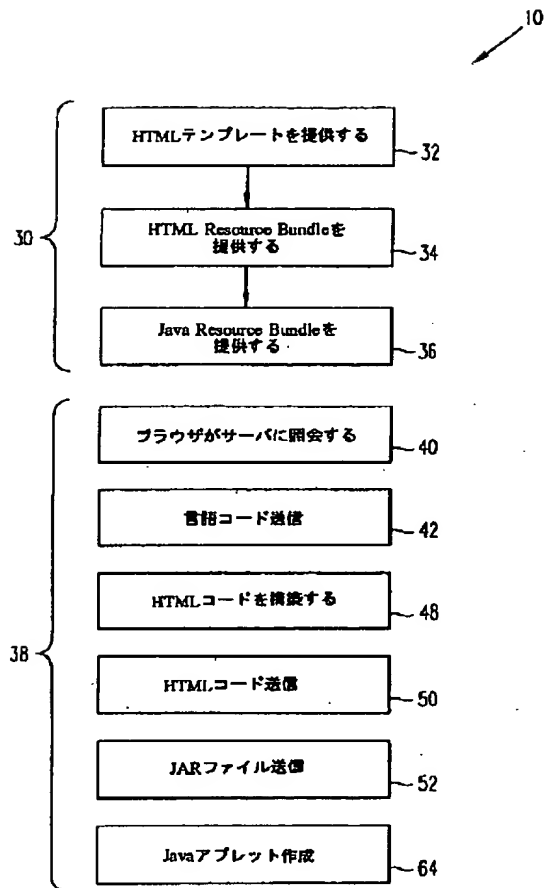 10
30
HTMLテンプレートを提供する
32
HTML Resource Bundleを
提供する
34
Java Resource Bundleを
提供する
36
38
ブラウザがサーバに照会する
40
言語コード送信
42
HTMLコードを構築する
48
HTMLコード送信
50
JARファイル送信
52
Javaアプレット作成
64